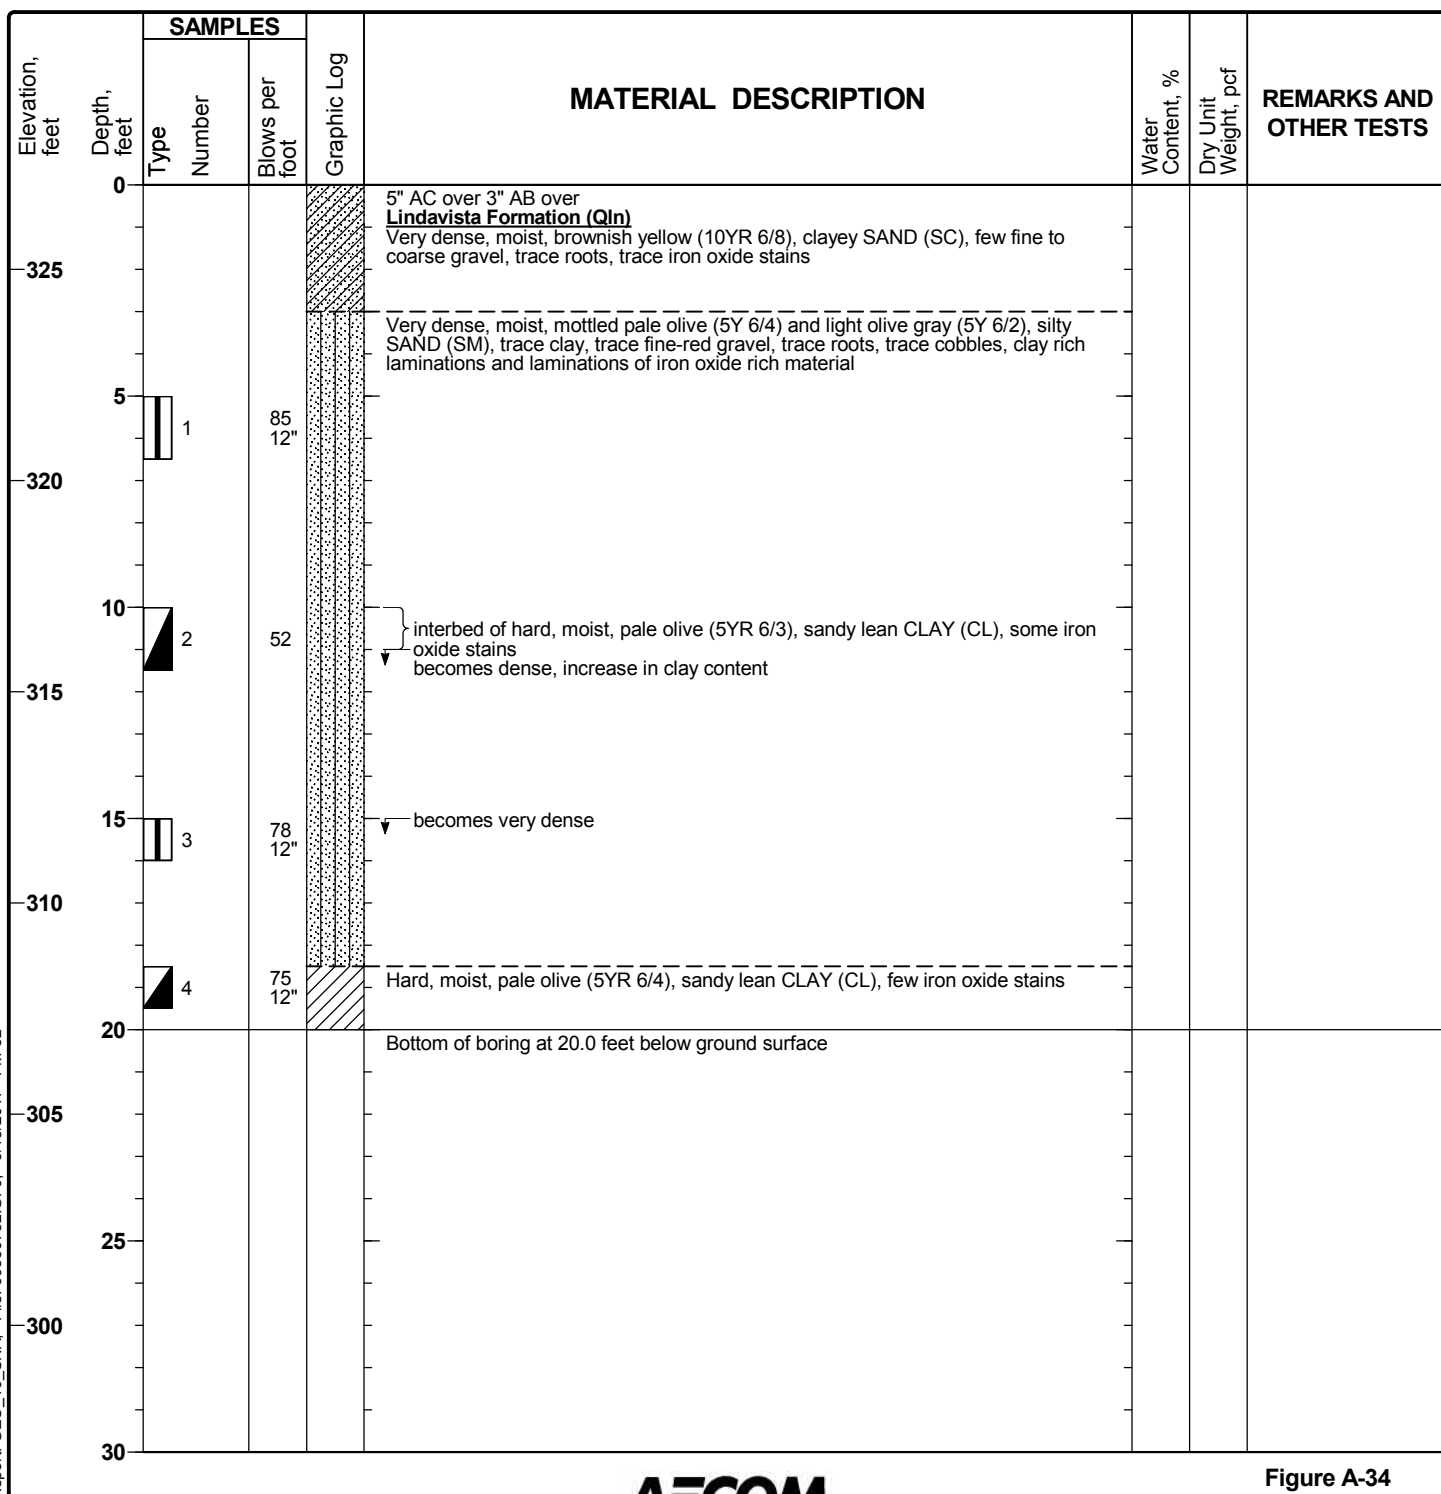 SAMPLES
Elevation,
feet
Depth,
feet
Type
Number
Blows per
foot
Graphic Log
MATERIAL DESCRIPTION
Water
Content, %
Dry Unit
Weight, pcf
REMARKS AND
OTHER TESTS
0
5" AC over 3" AB over
Lindavista Formation (Qln)
Very dense, moist, brownish yellow (10YR 6/8), clayey SAND (SC), few fine to
coarse gravel, trace roots, trace iron oxide stains
325
Very dense, moist, mottled pale olive (5Y 6/4) and light olive gray (5Y 6/2), silty
SAND (SM), trace clay, trace fine-red gravel, trace roots, trace cobbles, clay rich
laminations and laminations of iron oxide rich material
5
1
85
12"
320
10
2
52
interbed of hard, moist, pale olive (5YR 6/3), sandy lean CLAY (CL), some iron
oxide stains
becomes dense, increase in clay content
315
15
3
78
12"
becomes very dense
310
4
75
12"
Hard, moist, pale olive (5YR 6/4), sandy lean CLAY (CL), few iron oxide stains
20
Bottom of boring at 20.0 feet below ground surface
305
25
300
30
AECOM
Figure A-34